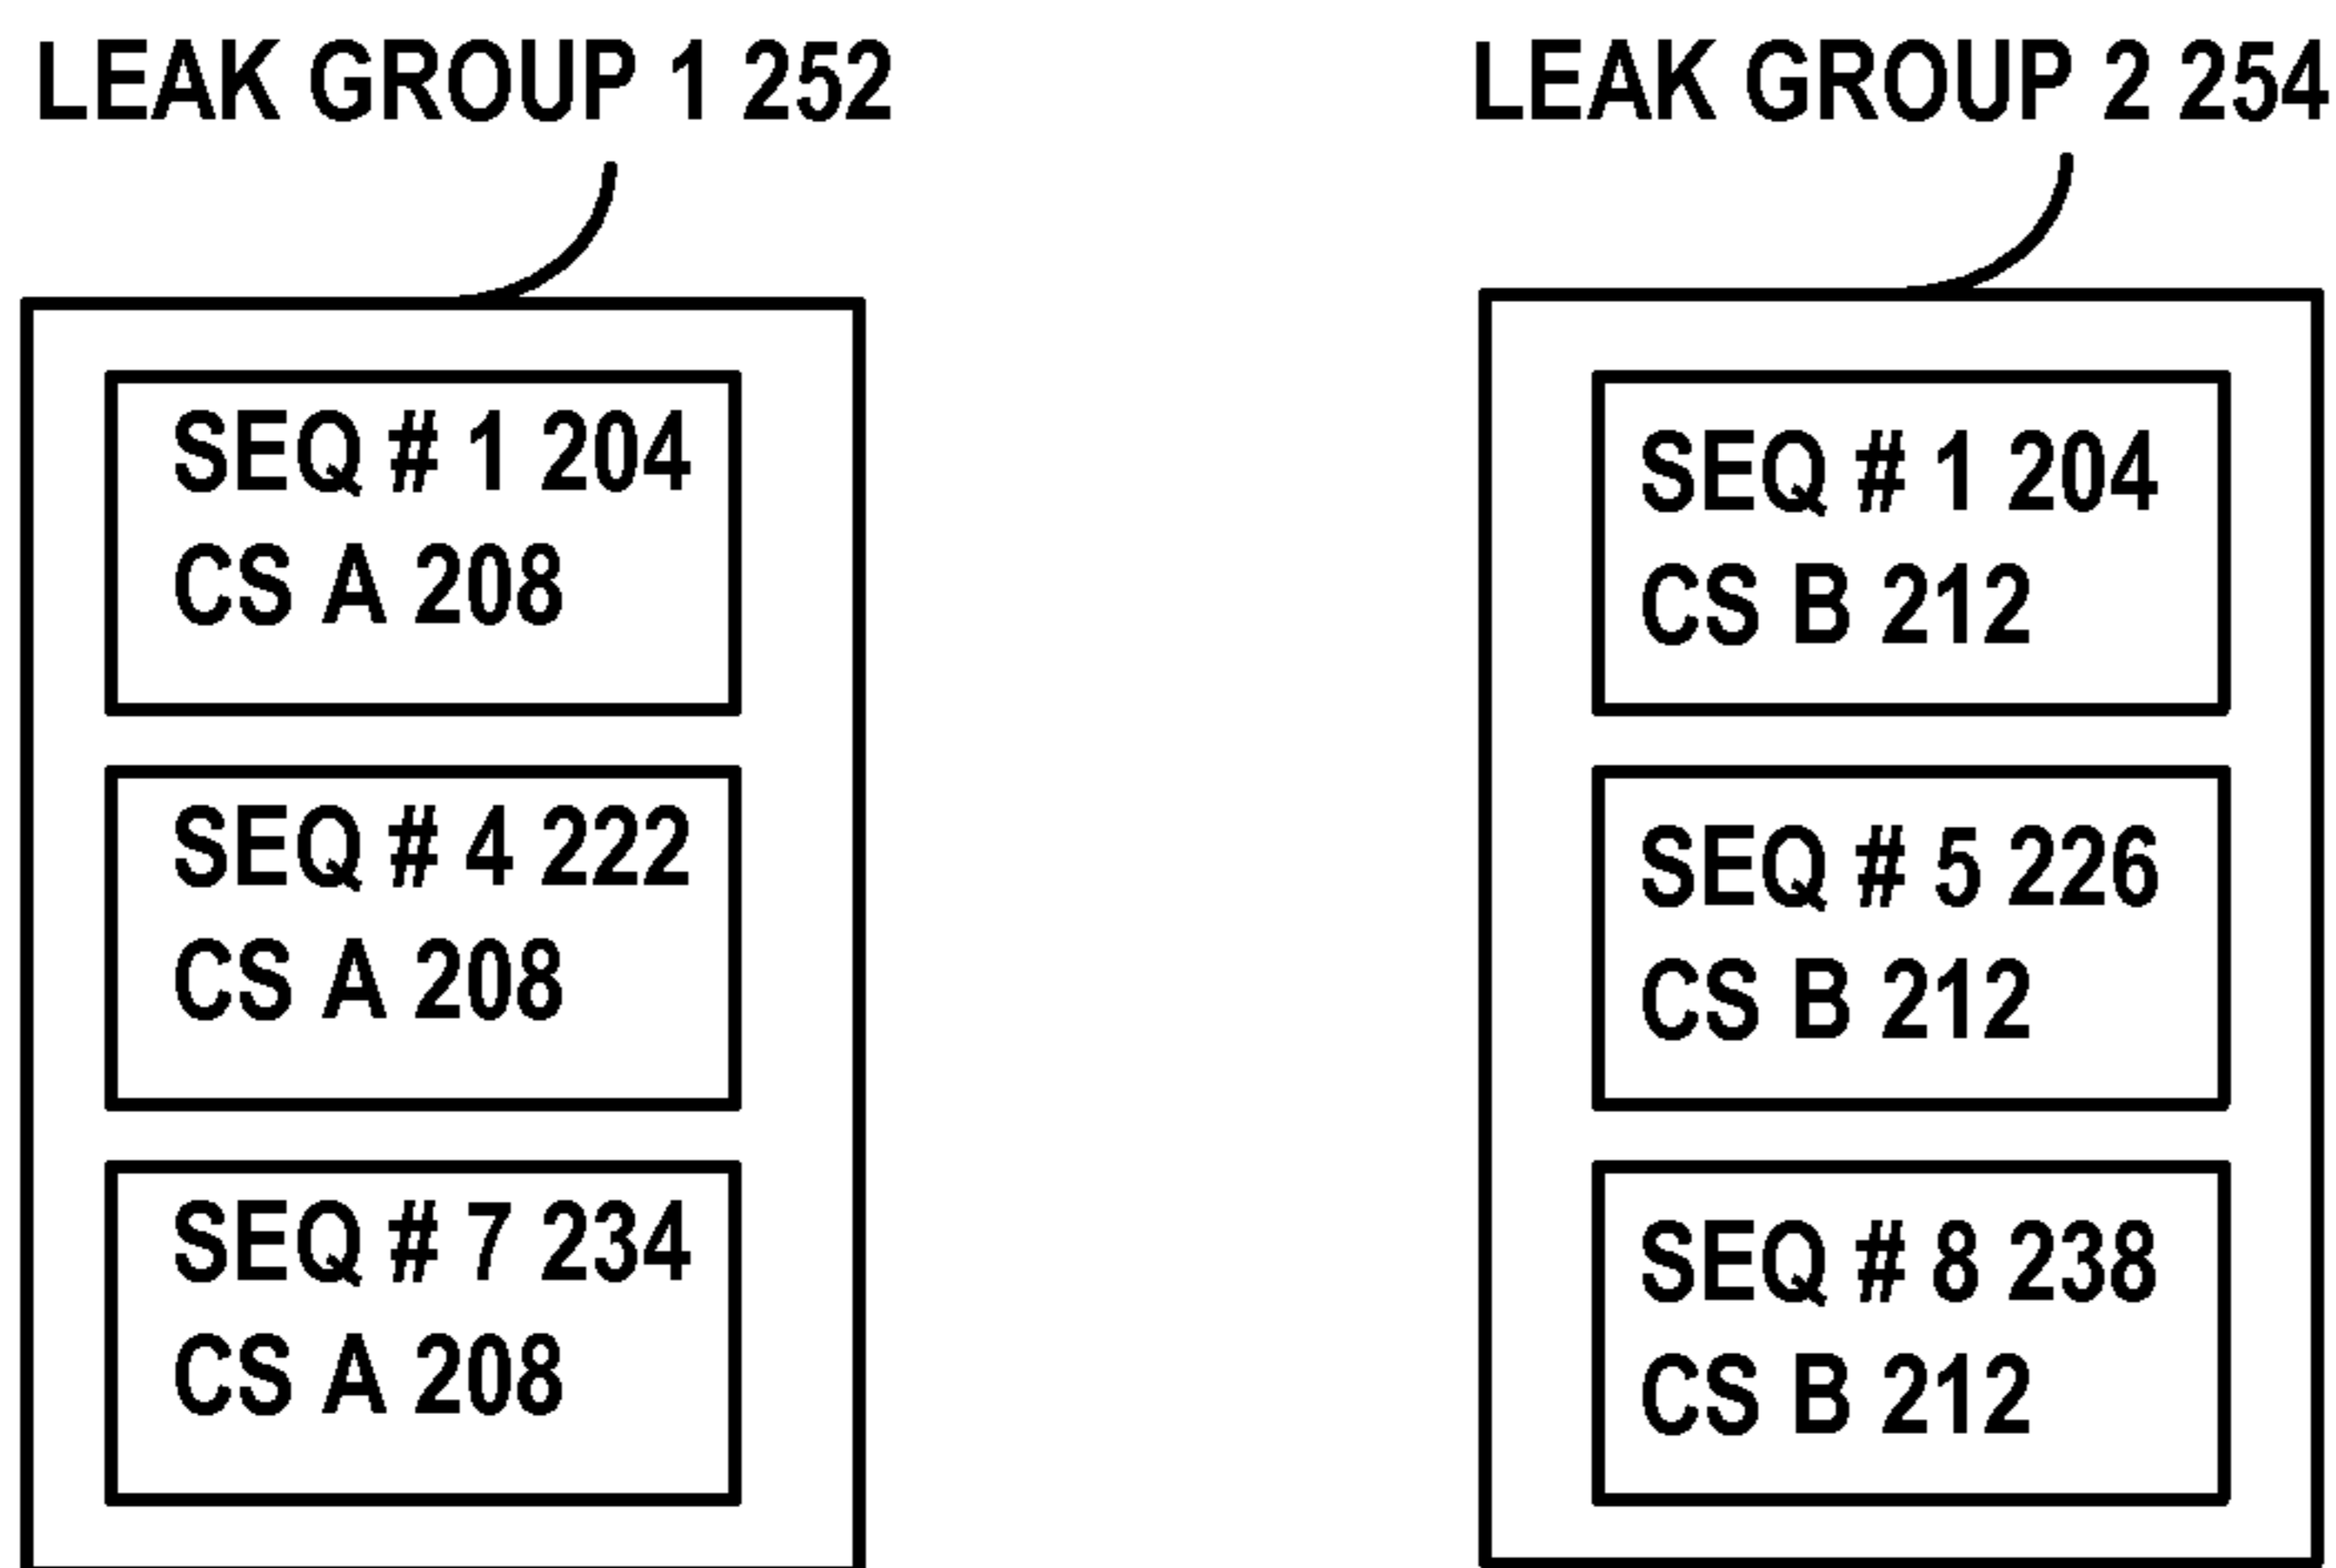 LEAK GROUP 1 252
SEQ # 1 204
CS A 208
SEQ # 4 222
CS A 208
SEQ # 7 234
CS A 208
LEAK GROUP 2 254
SEQ # 1 204
CS B 212
SEQ # 5 226
CS B 212
SEQ # 8 238
CS B 212